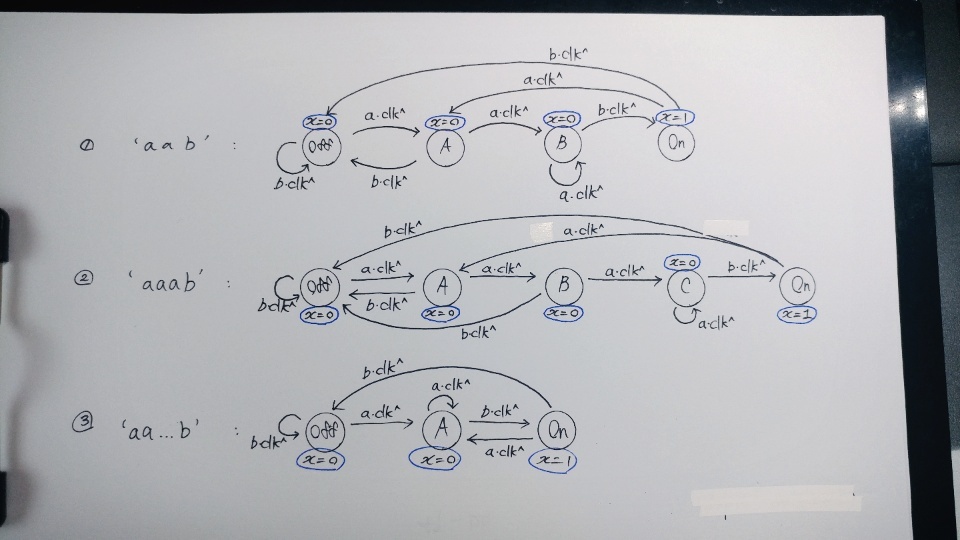 b·clk^
a·clk^
x=0 a·clk^ x=0 a·clk^ x=0 b·clk^ x=1
① 'aab' : Off A B On
b·clk^ b·clk^ a·clk^
b·clk^ a·clk^
② 'aaab' : Off a·clk^ A a·clk^ B a·clk^ x=0 C b·clk^ On
b·clk^ x=0 b·clk^ x=0 x=0 a·clk^ x=1
b·clk^
b·clk^
a·clk^
③ 'aa...b' : Off a·clk^ A b·clk^ On
b·clk^ x=0 x=0 a·clk^ x=1